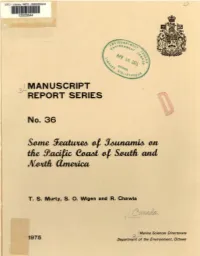 MANUSCRIPT
REPORT SERIES
No. 36
Some Features of Tsunamis on
the Pacific Coast of South and
North America
T. S. Murty, S. O. Wigen and R. Chawla
Canada
Marine Sciences Directorate
1975
Department of the Environment, Ottawa